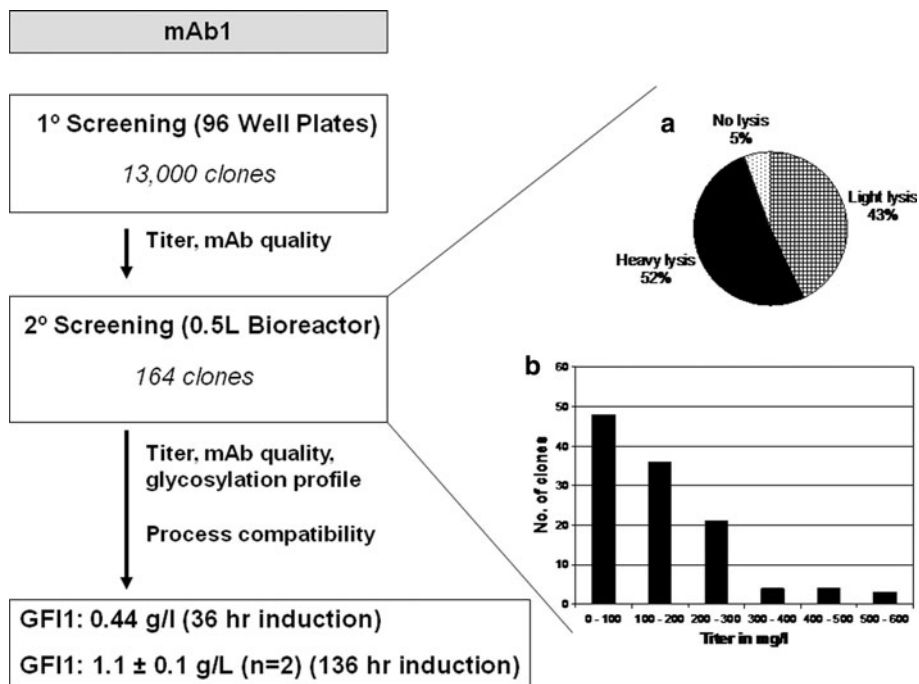 mAb1
1º Screening (96 Well Plates)
13,000 clones
Titer, mAb quality
2º Screening (0.5L Bioreactor)
164 clones
Titer, mAb quality,
glycosylation profile
Process compatibility
GFI1: 0.44 g/l (36 hr induction)
GFI1: 1.1 ± 0.1 g/L (n=2) (136 hr induction)
a
No lysis
5%
Light lysis
43%
Heavy lysis
52%
b
60
50
40
30
20
10
0
No. of clones
0 - 100 100 - 200 200 - 300 300 - 400 400 - 500 500 - 600
Titer in mg/l